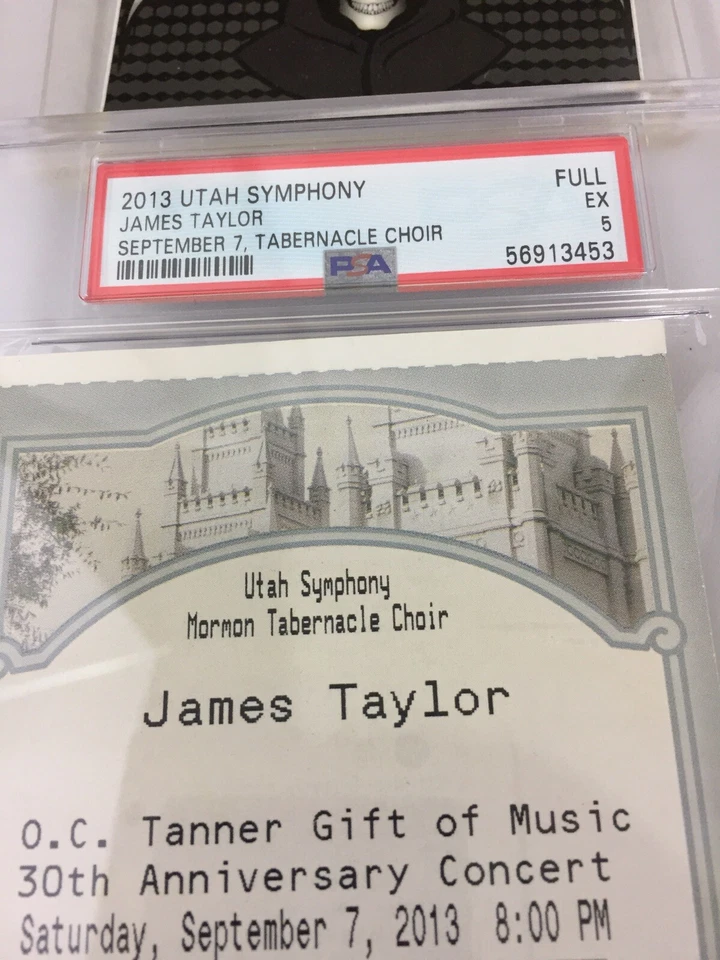 2013 UTAH SYMPHONY FULL
JAMES TAYLOR EX
SEPTEMBER 7, TABERNACLE CHOIR 5
PSA 56913453
Utah Symphony
Mormon Tabernacle Choir
James Taylor
O.C. Tanner Gift of Music
30th Anniversary Concert
Saturday, September 7, 2013 8:00 PM